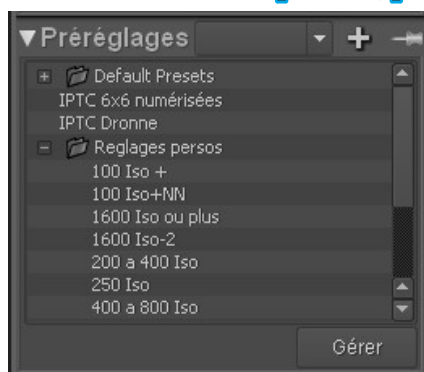 Préréglages
Default Presets
IPTC 6x6 numérisées
IPTC Dronne
Reglages persos
100 Iso +
100 Iso+NN
1600 Iso ou plus
1600 Iso-2
200 a 400 Iso
250 Iso
400 a 800 Iso
Gérer